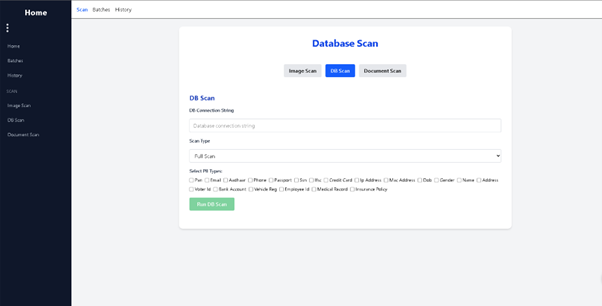 Home
Scan Batches History
Home
Batches
History
SCAN
Image Scan
DB Scan
Document Scan
Database Scan
Image Scan DB Scan Document Scan
DB Scan
DB Connection String
Database connection string
Scan Type
Full Scan
Select PII Types:
Pan Email Aadhaar Phone Passport Ssn Credit Card Ip Address Mac Address Dob Gender Name Address
Voter Id Bank Account Vehicle Reg Employee Id Medical Record Insurance Policy
Run DB Scan